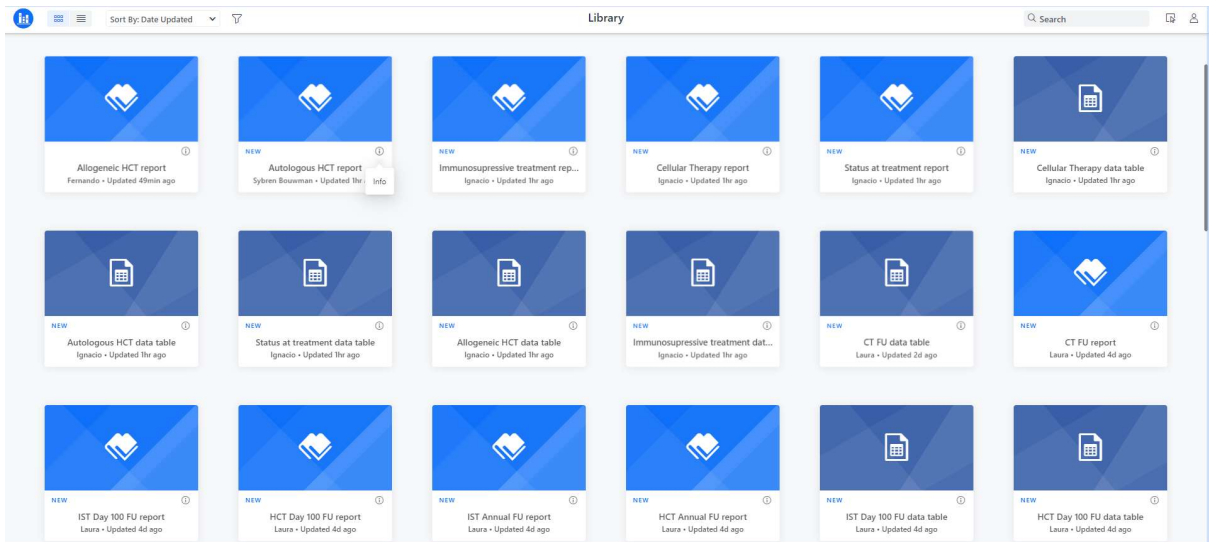 Sort By: Date Updated
Library
Search
Allogeneic HCT report
Fernando • Updated 49min ago
NEW
Autologous HCT report
Sybren Bouwman • Updated 1hr
Info
NEW
Immunosupressive treatment rep...
Ignacio • Updated 1hr ago
NEW
Cellular Therapy report
Ignacio • Updated 1hr ago
NEW
Status at treatment report
Ignacio • Updated 1hr ago
NEW
Cellular Therapy data table
Ignacio • Updated 1hr ago
NEW
Autologous HCT data table
Ignacio • Updated 1hr ago
NEW
Status at treatment data table
Ignacio • Updated 1hr ago
NEW
Allogeneic HCT data table
Ignacio • Updated 1hr ago
NEW
Immunosupressive treatment dat...
Ignacio • Updated 1hr ago
NEW
CT FU data table
Laura • Updated 2d ago
NEW
CT FU report
Laura • Updated 4d ago
NEW
IST Day 100 FU report
Laura • Updated 4d ago
NEW
HCT Day 100 FU report
Laura • Updated 4d ago
NEW
IST Annual FU report
Laura • Updated 4d ago
NEW
HCT Annual FU report
Laura • Updated 4d ago
NEW
IST Day 100 FU data table
Laura • Updated 4d ago
NEW
HCT Day 100 FU data table
Laura • Updated 4d ago